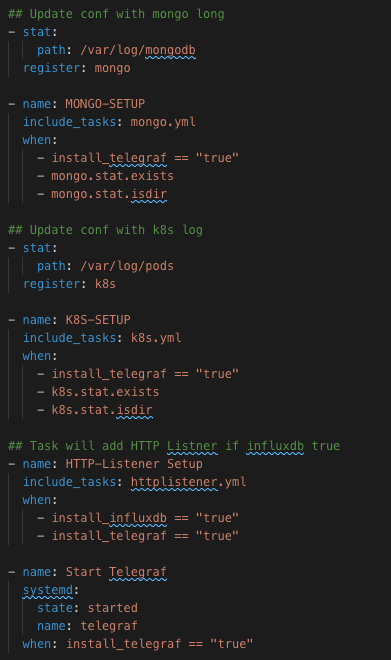 ## Update conf with mongo long
- stat:
    path: /var/log/mongodb
  register: mongo

- name: MONGO-SETUP
  include_tasks: mongo.yml
  when:
    - install_telegraf == "true"
    - mongo.stat.exists
    - mongo.stat.isdir

## Update conf with k8s log
- stat:
    path: /var/log/pods
  register: k8s

- name: K8S-SETUP
  include_tasks: k8s.yml
  when:
    - install_telegraf == "true"
    - k8s.stat.exists
    - k8s.stat.isdir

## Task will add HTTP Listner if influxdb true
- name: HTTP-Listener Setup
  include_tasks: httplistener.yml
  when:
    - install_influxdb == "true"
    - install_telegraf == "true"

- name: Start Telegraf
  systemd:
    state: started
    name: telegraf
  when: install_telegraf == "true"